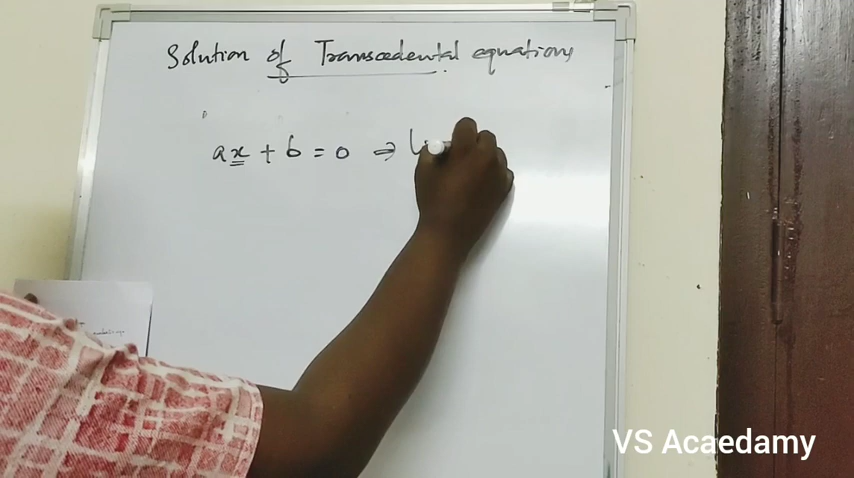 Solution of Transcedental equations
ax + b = 0 ⇒
VS Acaedamy